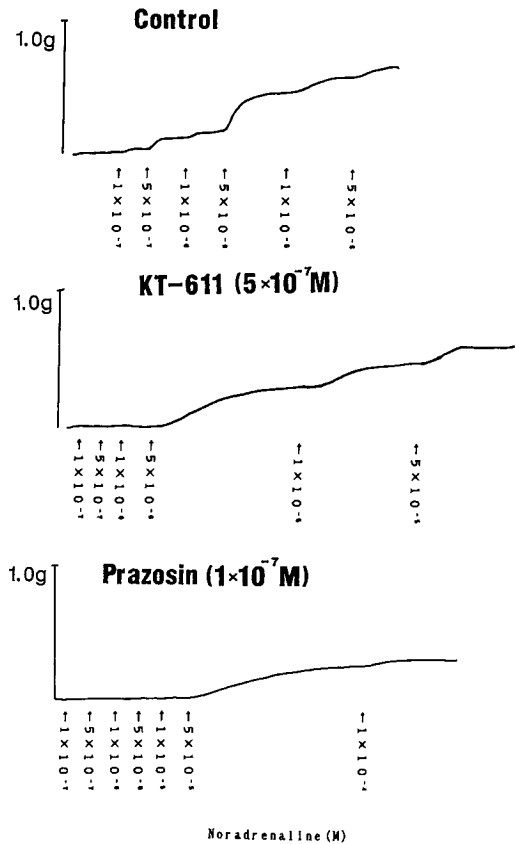 Control
1.0g
←1×10⁻⁷
←5×10⁻⁷
←1×10⁻⁶
←5×10⁻⁶
←1×10⁻⁵
←5×10⁻⁵
KT-611 (5×10⁻⁷M)
1.0g
←1×10⁻⁷
←5×10⁻⁷
←1×10⁻⁶
←5×10⁻⁶
←1×10⁻⁵
←5×10⁻⁵
Prazosin (1×10⁻⁷M)
1.0g
←1×10⁻⁷
←5×10⁻⁷
←1×10⁻⁶
←5×10⁻⁶
←1×10⁻⁵
←5×10⁻⁵
←1×10⁻⁴
Noradrenaline (M)